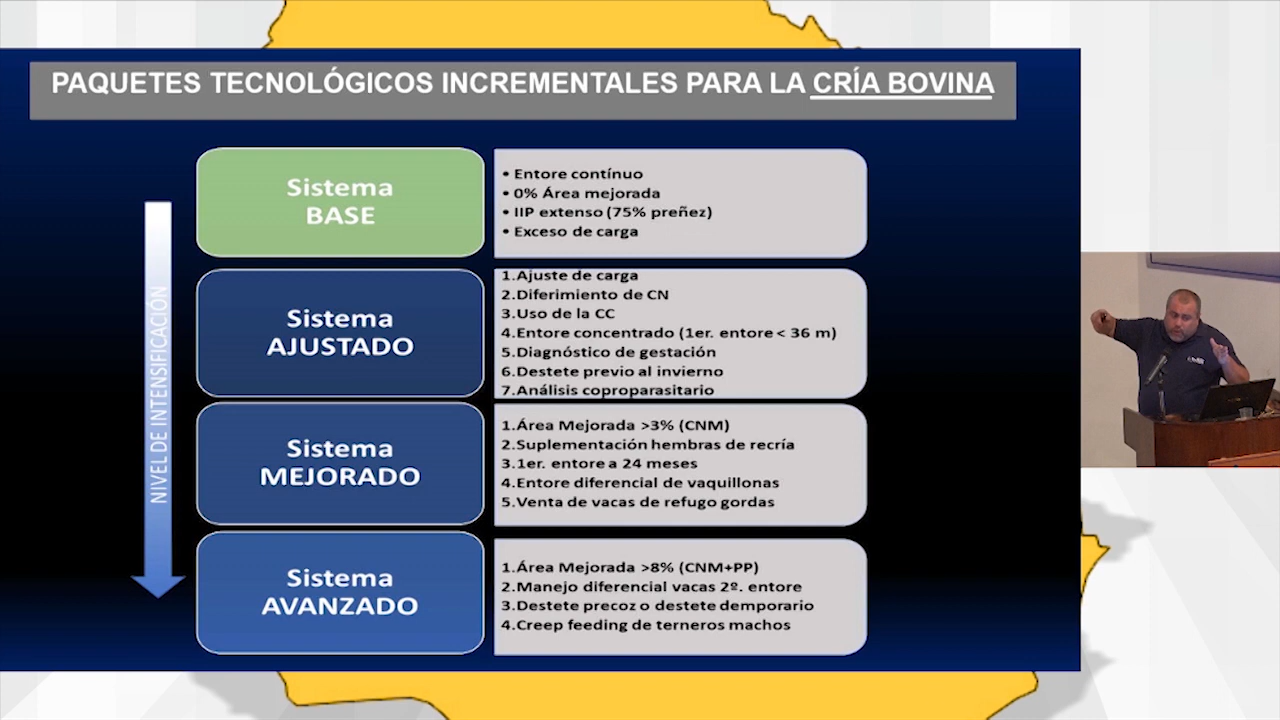 PAQUETES TECNOLÓGICOS INCREMENTALES PARA LA CRÍA BOVINA
NIVEL DE INTENSIFICACIÓN
Sistema
BASE
• Entore contínuo
• 0% Área mejorada
• IIP extenso (75% preñez)
• Exceso de carga
Sistema
AJUSTADO
1.Ajuste de carga
2.Diferimiento de CN
3.Uso de la CC
4.Entore concentrado (1er. entore < 36 m)
5.Diagnóstico de gestación
6.Destete previo al invierno
7.Análisis coproparasitario
Sistema
MEJORADO
1.Área Mejorada >3% (CNM)
2.Suplementación hembras de recría
3.1er. entore a 24 meses
4.Entore diferencial de vaquillonas
5.Venta de vacas de refugo gordas
Sistema
AVANZADO
1.Área Mejorada >8% (CNM+PP)
2.Manejo diferencial vacas 2º. entore
3.Destete precoz o destete demporario
4.Creep feeding de terneros machos